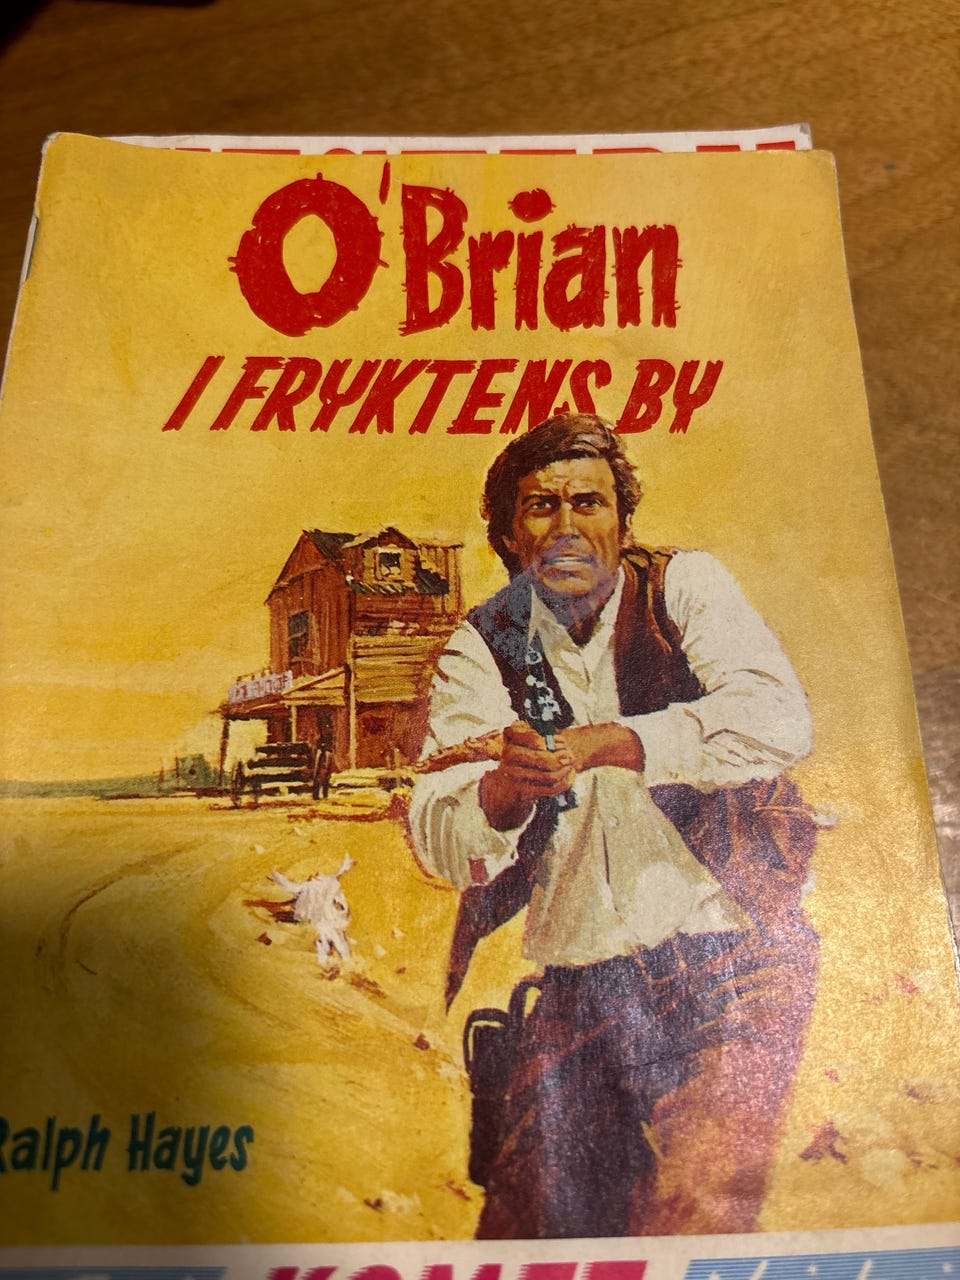 O'Brian
I FRYKTENS BY
Ralph Hayes